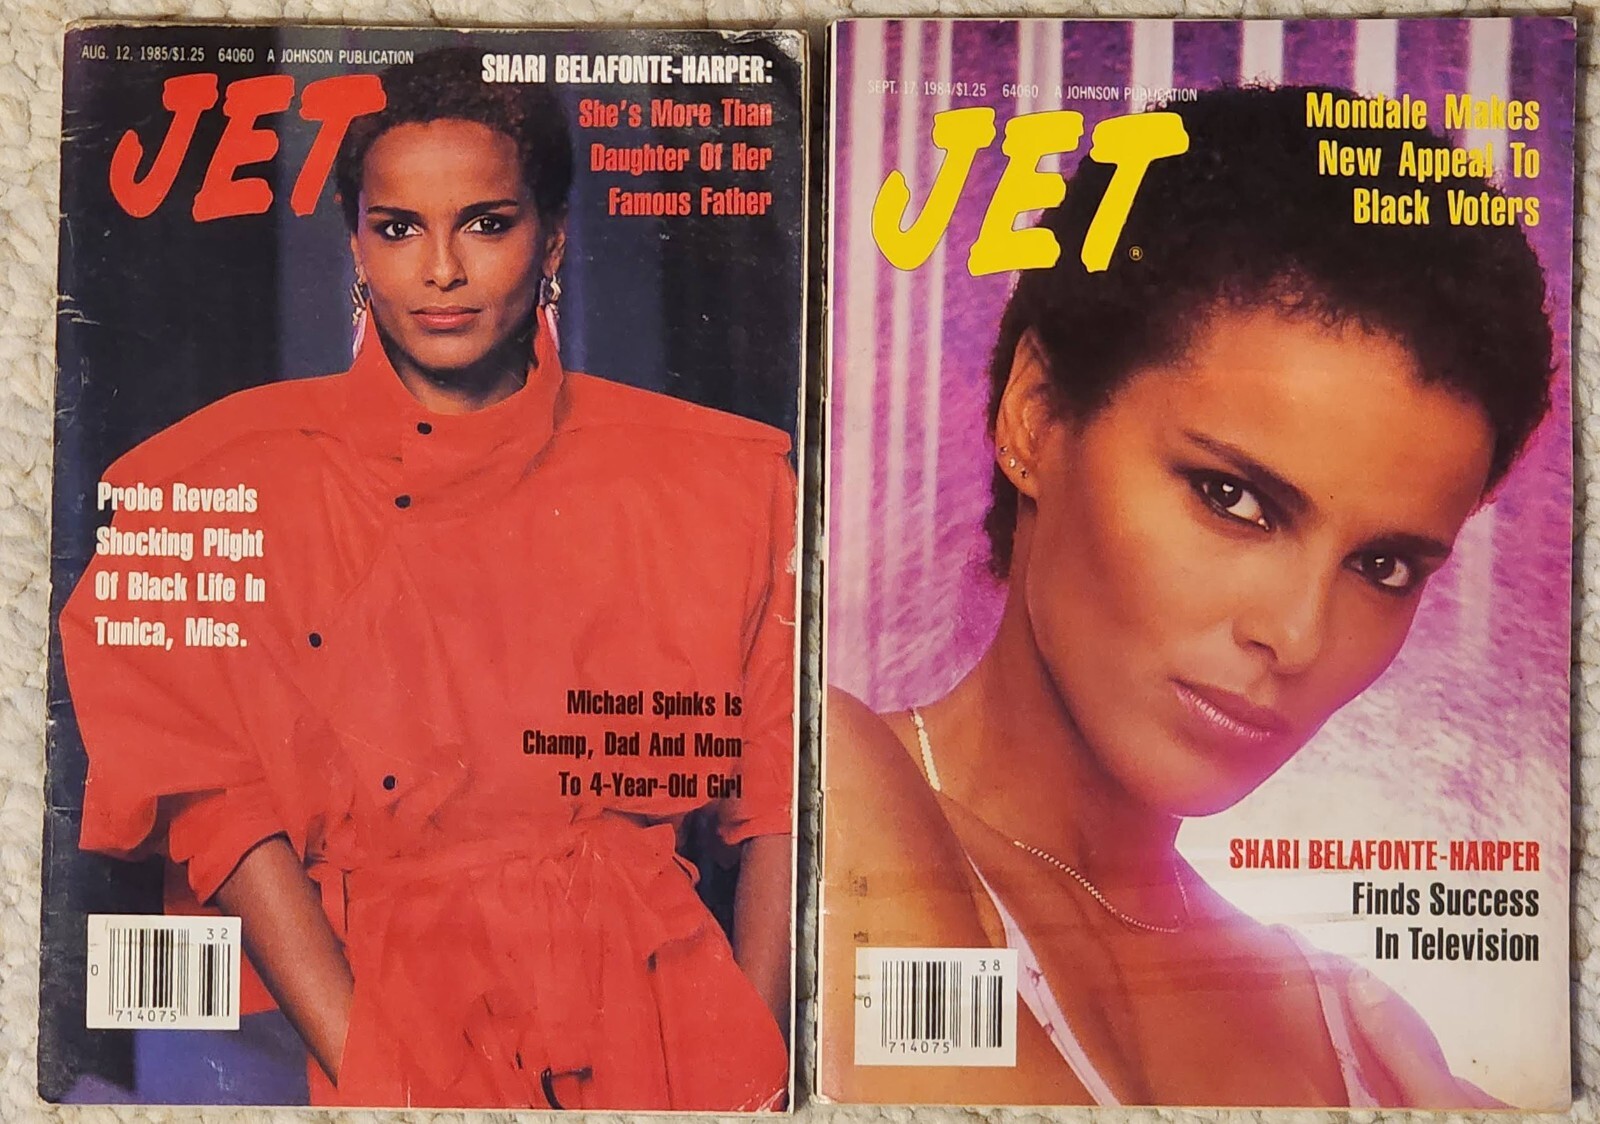 AUG. 12, 1985/$1.25 64060 A JOHNSON PUBLICATION
JET
SHARI BELAFONTE-HARPER:
She's More Than
Daughter Of Her
Famous Father
Probe Reveals
Shocking Plight
Of Black Life In
Tunica, Miss.
Michael Spinks Is
Champ, Dad And Mom
To 4-Year-Old Girl
32
0
714075
SEPT. 17, 1984/$1.25 64060 A JOHNSON PUBLICATION
JET
®
Mondale Makes
New Appeal To
Black Voters
SHARI BELAFONTE-HARPER
Finds Success
In Television
38
0
714075